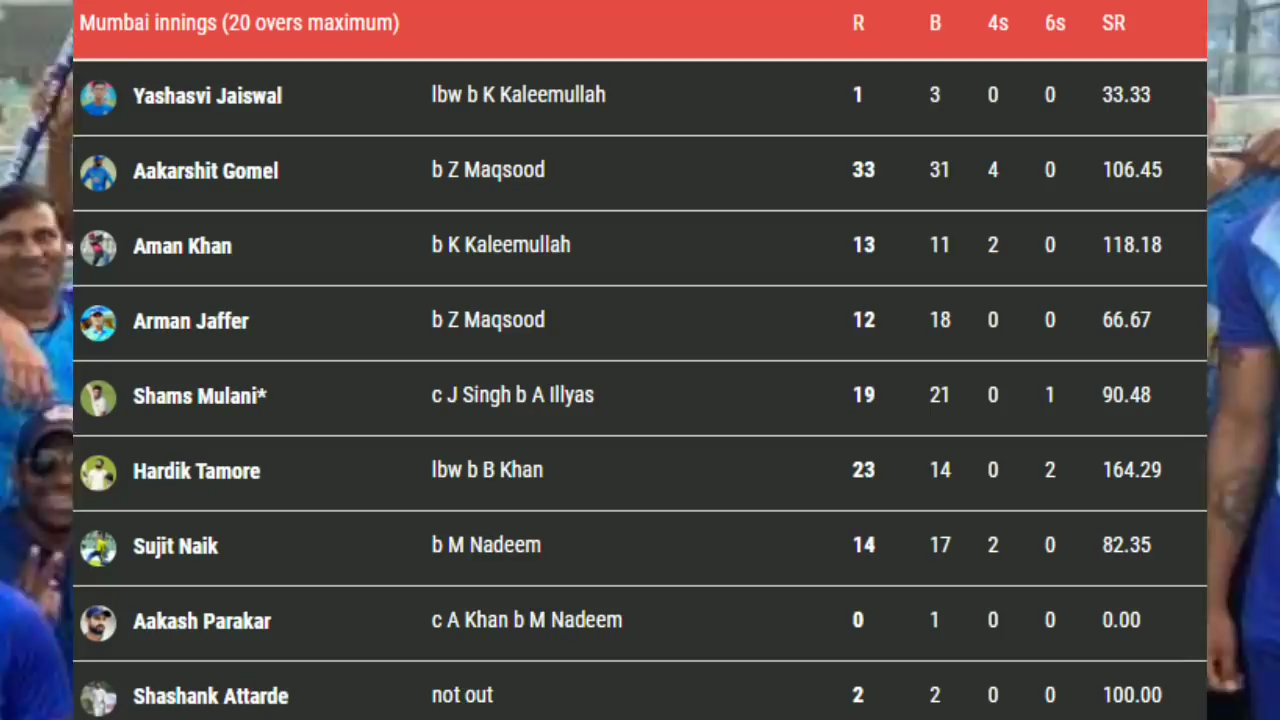 Mumbai innings (20 overs maximum) R B 4s 6s SR
Yashasvi Jaiswal lbw b K Kaleemullah 1 3 0 0 33.33
Aakarshit Gomel b Z Maqsood 33 31 4 0 106.45
Aman Khan b K Kaleemullah 13 11 2 0 118.18
Arman Jaffer b Z Maqsood 12 18 0 0 66.67
Shams Mulani* c J Singh b A Illyas 19 21 0 1 90.48
Hardik Tamore lbw b B Khan 23 14 0 2 164.29
Sujit Naik b M Nadeem 14 17 2 0 82.35
Aakash Parakar c A Khan b M Nadeem 0 1 0 0 0.00
Shashank Attarde not out 2 2 0 0 100.00